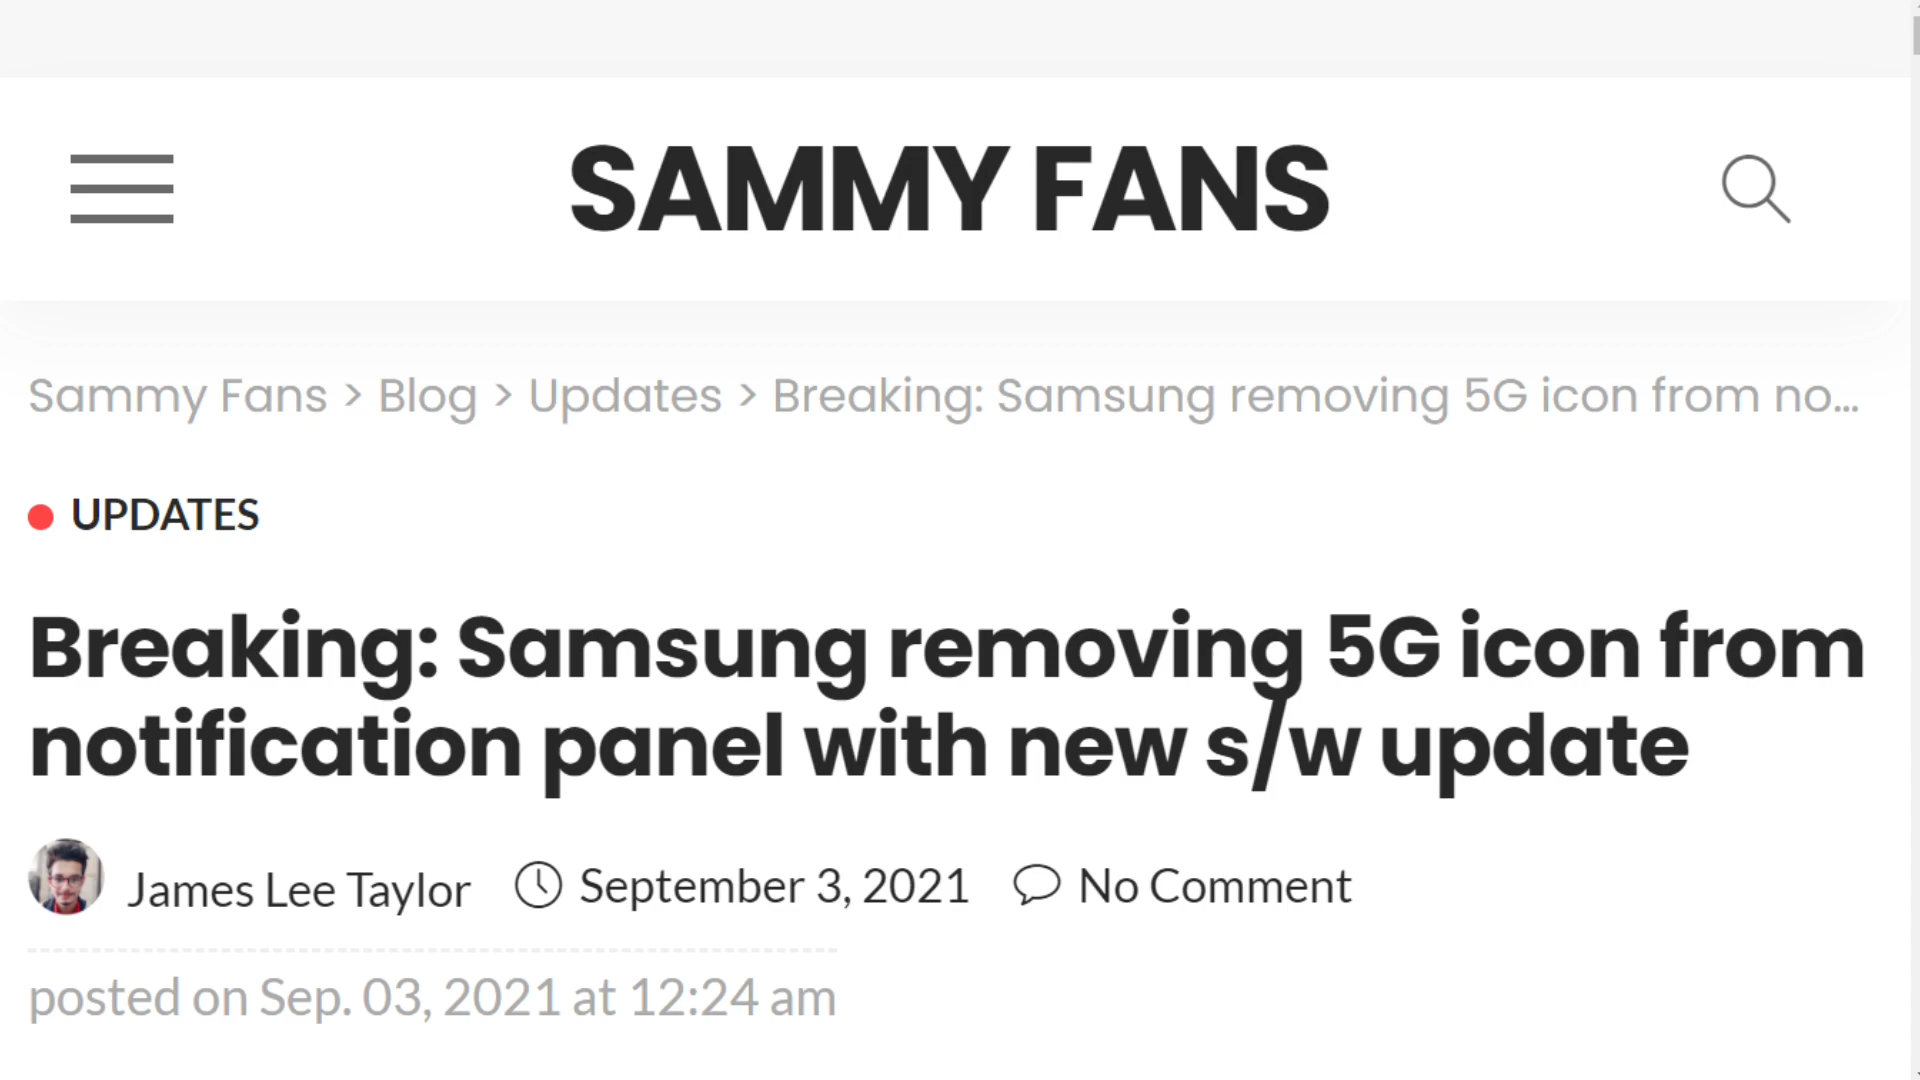 SAMMY FANS
Sammy Fans > Blog > Updates > Breaking: Samsung removing 5G icon from no...
UPDATES
Breaking: Samsung removing 5G icon from
notification panel with new s/w update
James Lee Taylor September 3, 2021 No Comment
posted on Sep. 03, 2021 at 12:24 am